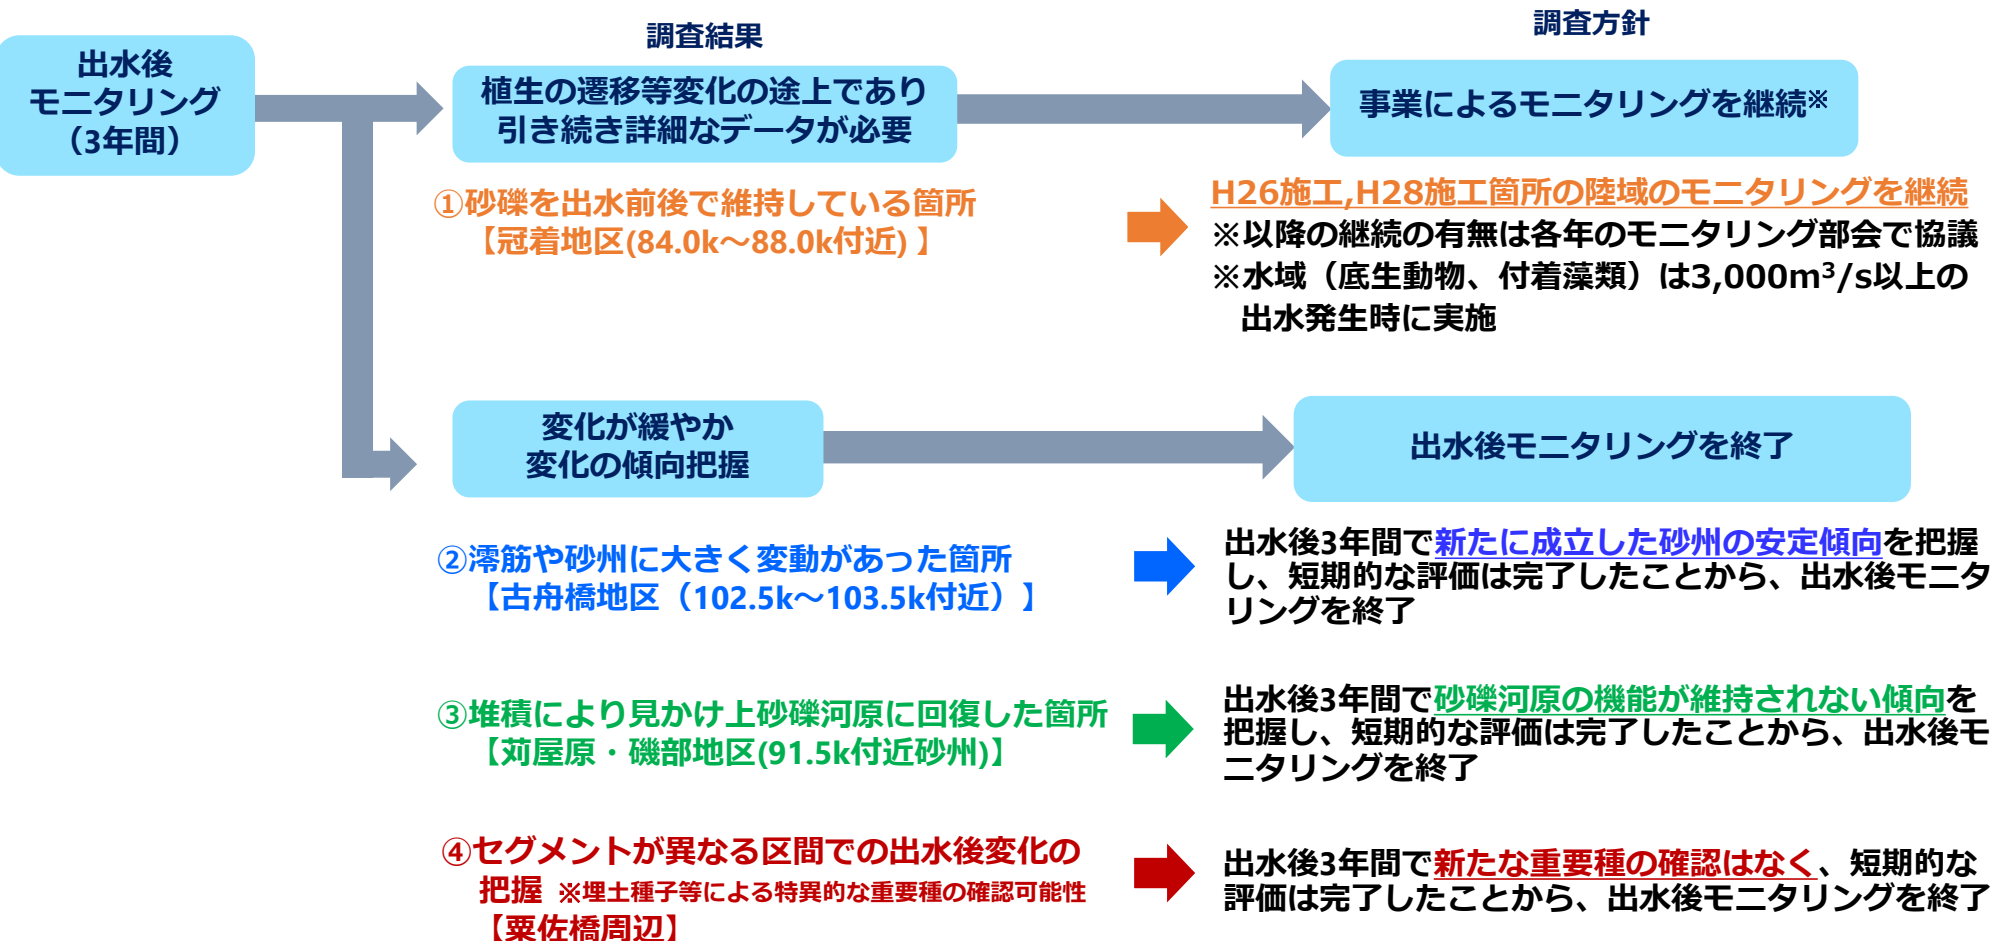 調査結果
調査方針
出水後
モニタリング
（3年間）
植生の遷移等変化の途上であり
引き続き詳細なデータが必要
事業によるモニタリングを継続※
①砂礫を出水前後で維持している箇所
【冠着地区(84.0k～88.0k付近) 】
H26施工,H28施工箇所の陸域のモニタリングを継続
※以降の継続の有無は各年のモニタリング部会で協議
※水域（底生動物、付着藻類）は3,000m³/s以上の
出水発生時に実施
変化が緩やか
変化の傾向把握
出水後モニタリングを終了
②澪筋や砂州に大きく変動があった箇所
【古舟橋地区（102.5k～103.5k付近）】
出水後3年間で新たに成立した砂州の安定傾向を把握
し、短期的な評価は完了したことから、出水後モニタ
リングを終了
③堆積により見かけ上砂礫河原に回復した箇所
【苅屋原・磯部地区(91.5k付近砂州)】
出水後3年間で砂礫河原の機能が維持されない傾向を
把握し、短期的な評価は完了したことから、出水後モ
ニタリングを終了
④セグメントが異なる区間での出水後変化の
把握 ※埋土種子等による特異的な重要種の確認可能性
【粟佐橋周辺】
出水後3年間で新たな重要種の確認はなく、短期的な
評価は完了したことから、出水後モニタリングを終了